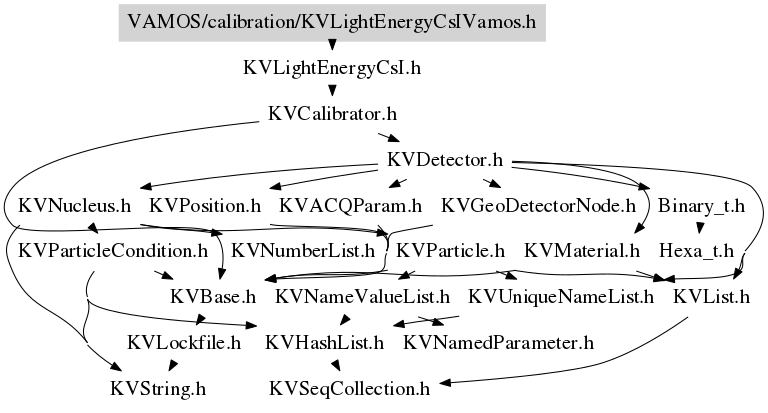 VAMOS/calibration/KVLightEnergyCsIVamos.h
KVLightEnergyCsI.h
KVCalibrator.h
KVDetector.h
KVNucleus.h KVPosition.h KVACQParam.h KVGeoDetectorNode.h Binary_t.h
KVParticleCondition.h KVNumberList.h KVParticle.h KVMaterial.h Hexa_t.h
KVBase.h KVNameValueList.h KVUniqueNameList.h KVList.h
KVLockfile.h KVHashList.h KVNamedParameter.h
KVString.h KVSeqCollection.h